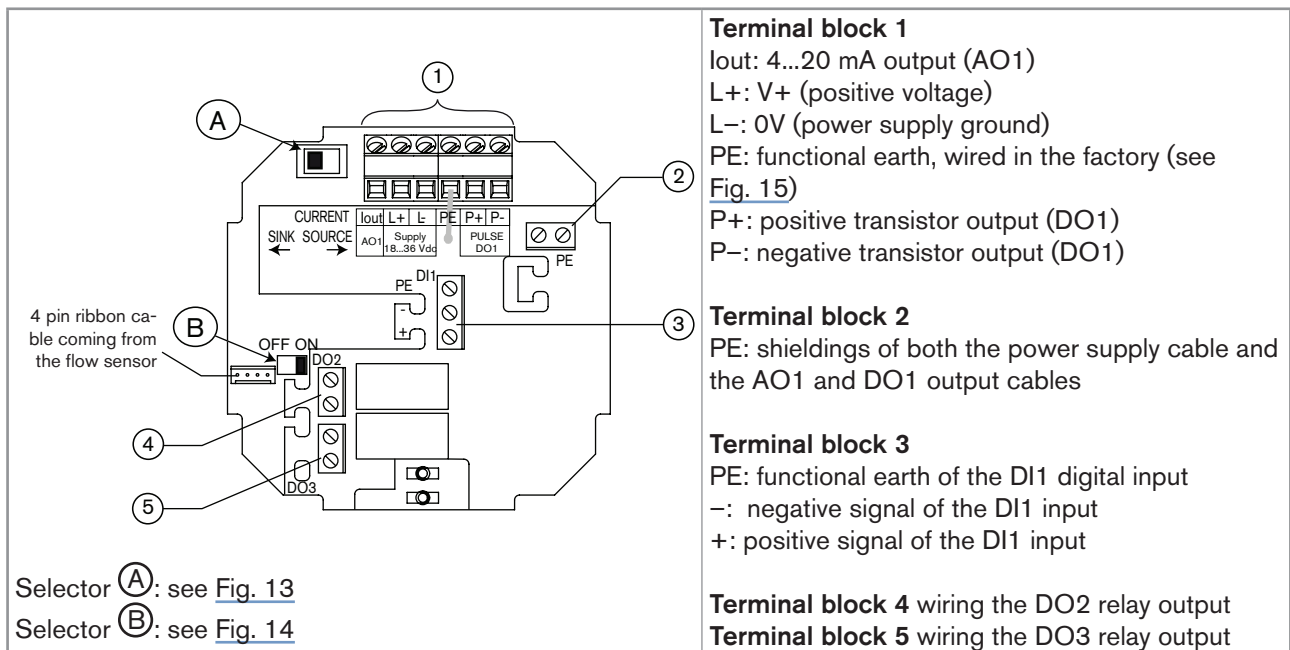 1
A
2
CURRENT
SINK SOURCE
Iout L+ L- PE P+ P-
AO1 Supply 18...36 Vdc PULSE DO1
PE
DI1
PE
-
+
3
4 pin ribbon ca-
ble coming from
the flow sensor
B
OFF ON
DO2
4
5
DO3
Selector A: see Fig. 13
Selector B: see Fig. 14
Terminal block 1
Iout: 4...20 mA output (AO1)
L+: V+ (positive voltage)
L–: 0V (power supply ground)
PE: functional earth, wired in the factory (see
Fig. 15)
P+: positive transistor output (DO1)
P–: negative transistor output (DO1)
Terminal block 2
PE: shieldings of both the power supply cable and
the AO1 and DO1 output cables
Terminal block 3
PE: functional earth of the DI1 digital input
–: negative signal of the DI1 input
+: positive signal of the DI1 input
Terminal block 4 wiring the DO2 relay output
Terminal block 5 wiring the DO3 relay output